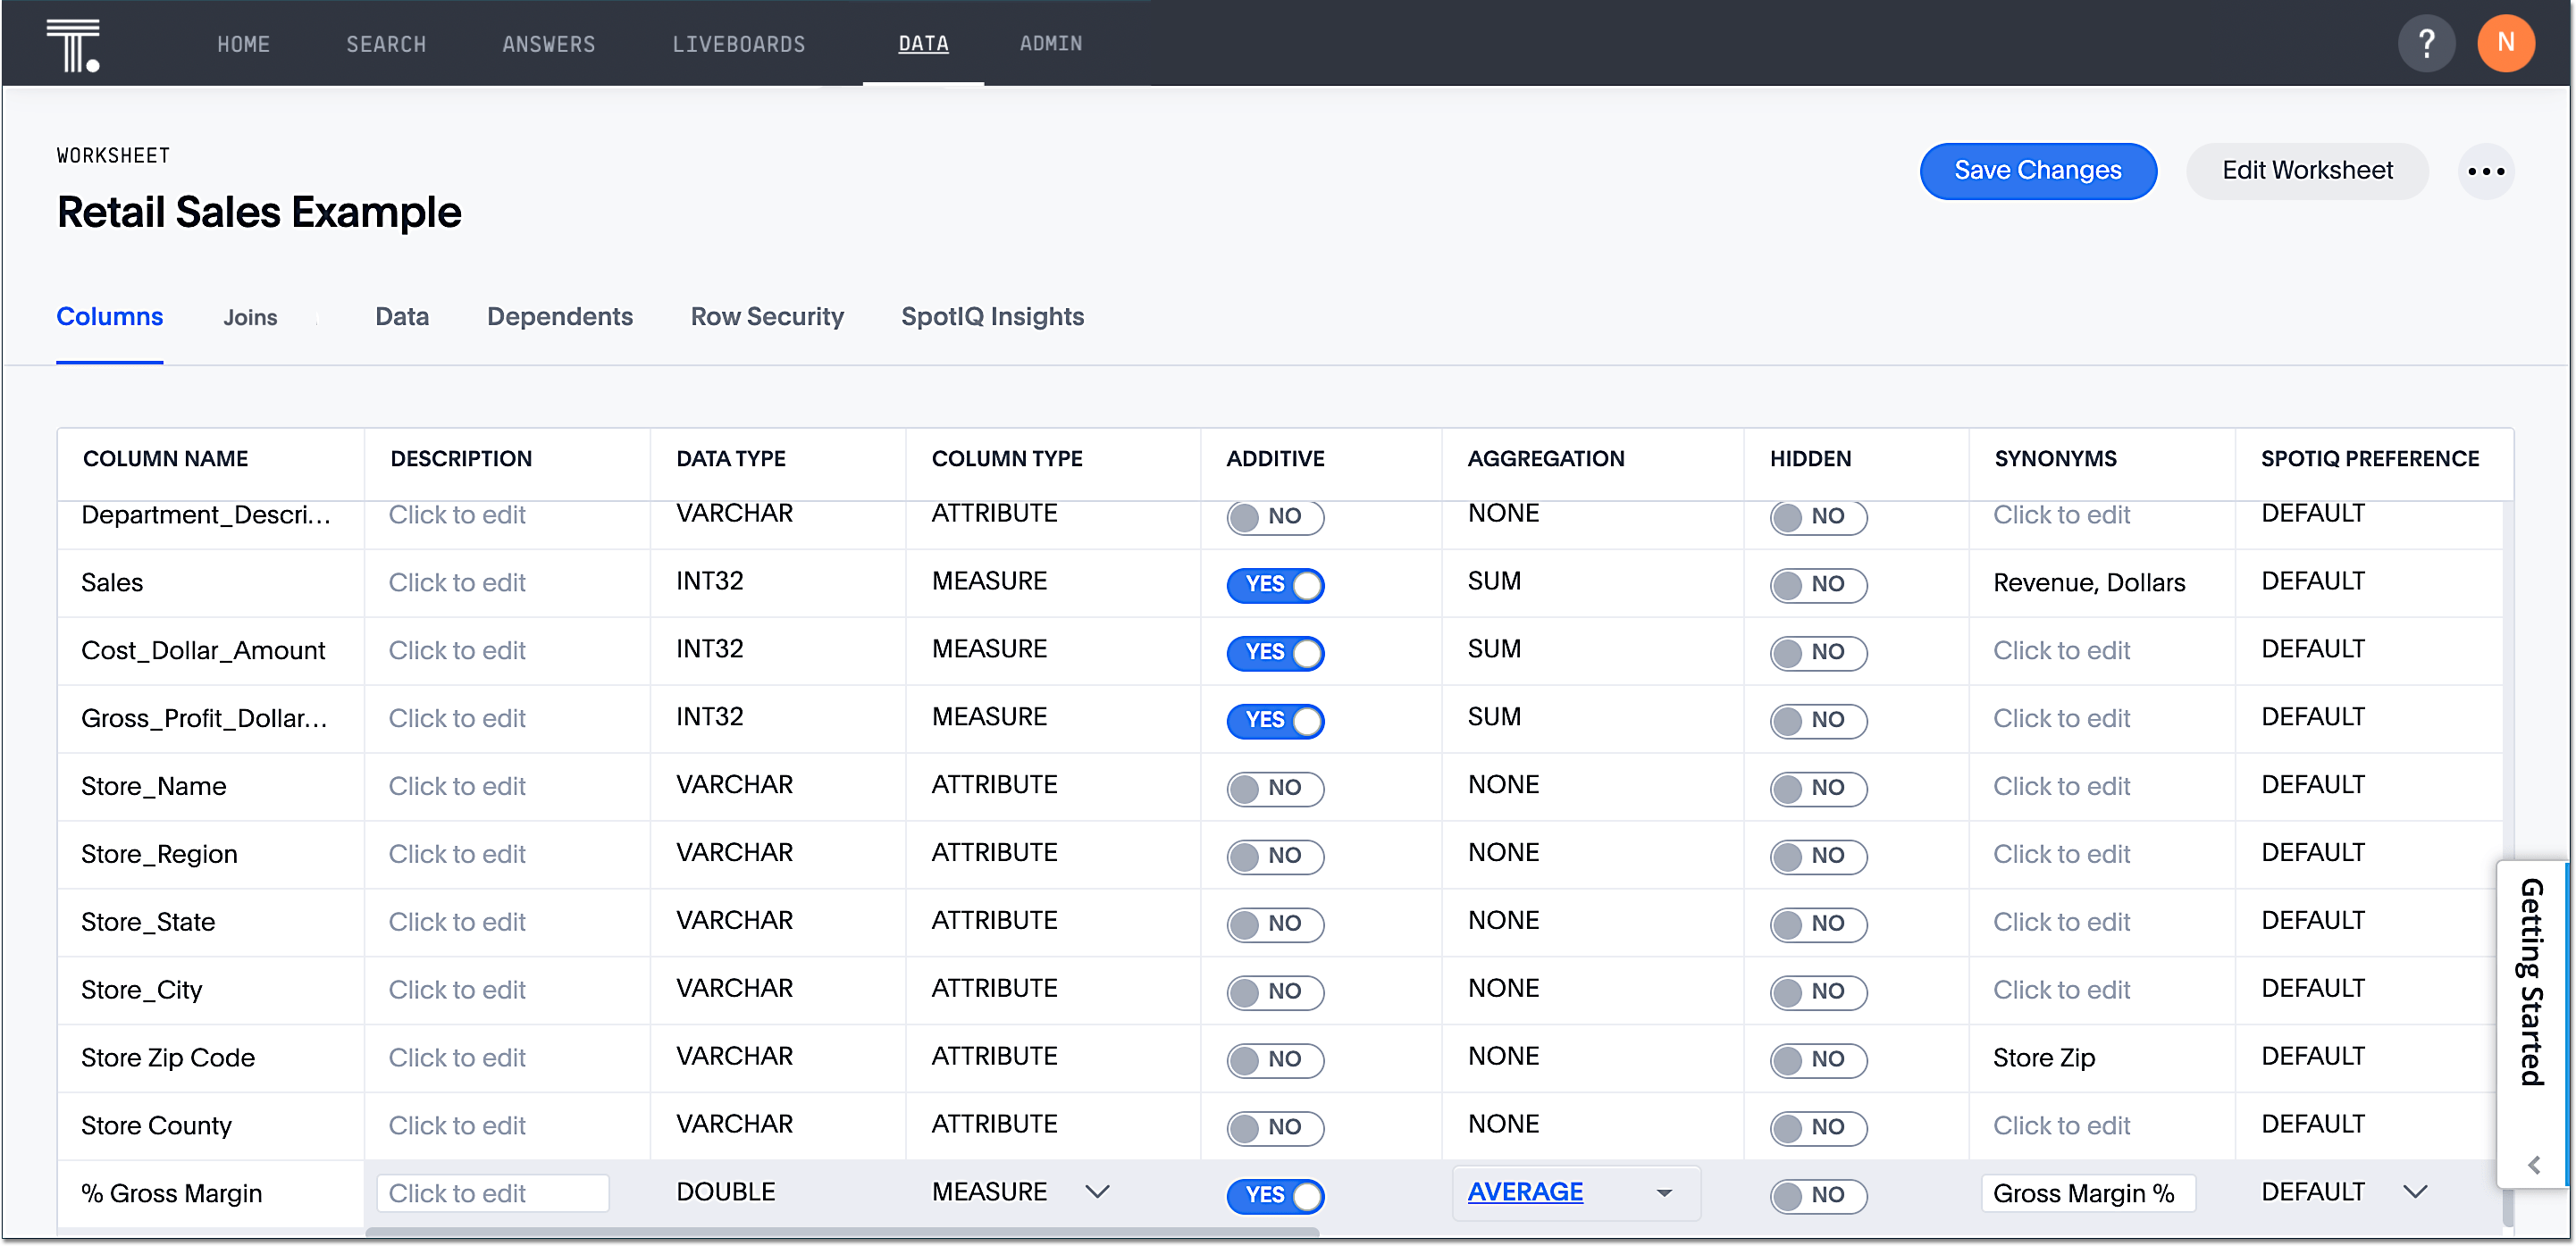 T.
HOME SEARCH ANSWERS LIVEBOARDS DATA ADMIN ? N
WORKSHEET
Retail Sales Example
Save Changes Edit Worksheet
Columns Joins Data Dependents Row Security SpotIQ Insights
COLUMN NAME DESCRIPTION DATA TYPE COLUMN TYPE ADDITIVE AGGREGATION HIDDEN SYNONYMS SPOTIQ PREFERENCE
Department_Descri... Click to edit VARCHAR ATTRIBUTE NO NONE NO Click to edit DEFAULT
Sales Click to edit INT32 MEASURE YES SUM NO Revenue, Dollars DEFAULT
Cost_Dollar_Amount Click to edit INT32 MEASURE YES SUM NO Click to edit DEFAULT
Gross_Profit_Dollar... Click to edit INT32 MEASURE YES SUM NO Click to edit DEFAULT
Store_Name Click to edit VARCHAR ATTRIBUTE NO NONE NO Click to edit DEFAULT
Store_Region Click to edit VARCHAR ATTRIBUTE NO NONE NO Click to edit DEFAULT
Store_State Click to edit VARCHAR ATTRIBUTE NO NONE NO Click to edit DEFAULT
Store_City Click to edit VARCHAR ATTRIBUTE NO NONE NO Click to edit DEFAULT
Store Zip Code Click to edit VARCHAR ATTRIBUTE NO NONE NO Store Zip DEFAULT
Store County Click to edit VARCHAR ATTRIBUTE NO NONE NO Click to edit DEFAULT
% Gross Margin Click to edit DOUBLE MEASURE YES AVERAGE NO Gross Margin % DEFAULT
Getting Started